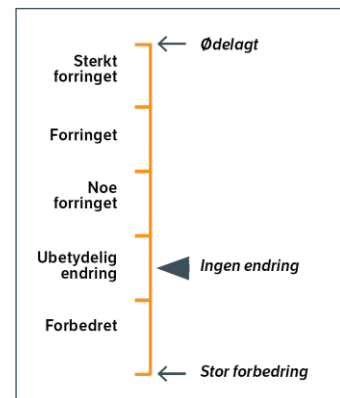 Ødelagt
Sterkt
forringet
Forringet
Noe
forringet
Ubetydelig
endring
Ingen endring
Forbedret
Stor forbedring